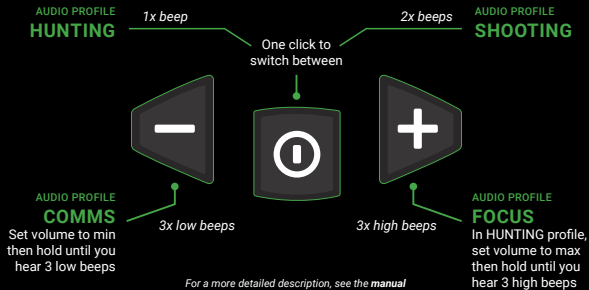 AUDIO PROFILE
HUNTING
1x beep
2x beeps
AUDIO PROFILE
SHOOTING
One click to
switch between
AUDIO PROFILE
COMMS
Set volume to min
then hold until you
hear 3 low beeps
3x low beeps
3x high beeps
AUDIO PROFILE
FOCUS
In HUNTING profile,
set volume to max
then hold until you
hear 3 high beeps
For a more detailed description, see the manual